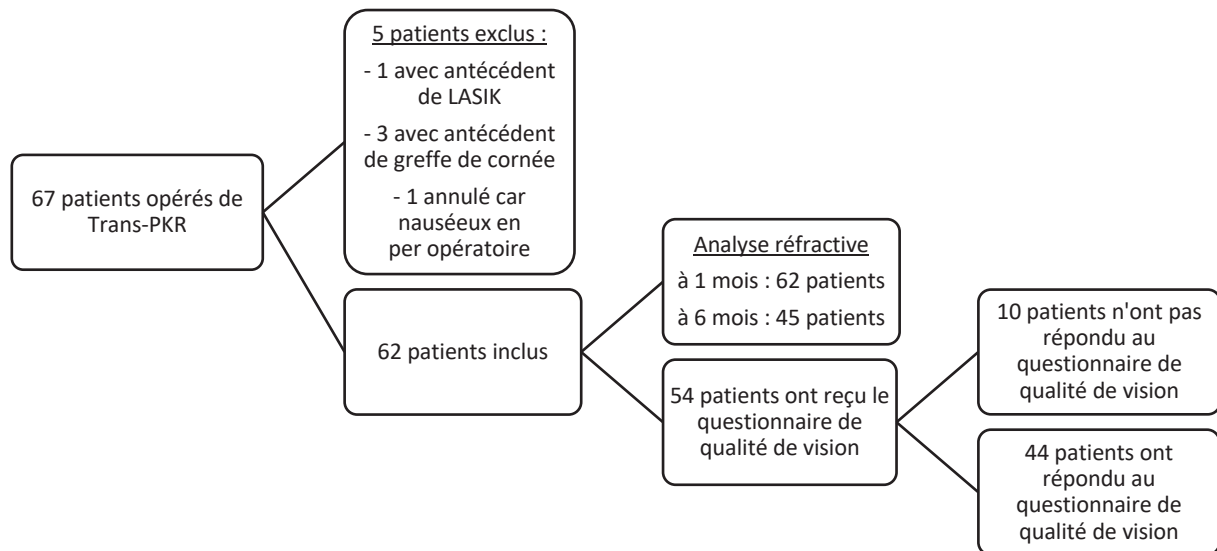 67 patients opérés de
Trans-PKR
5 patients exclus :
- 1 avec antécédent
de LASIK
- 3 avec antécédent
de greffe de cornée
- 1 annulé car
nauséeux en
per opératoire
62 patients inclus
Analyse réfractive
à 1 mois : 62 patients
à 6 mois : 45 patients
54 patients ont reçu le
questionnaire de
qualité de vision
10 patients n'ont pas
répondu au
questionnaire de
qualité de vision
44 patients ont
répondu au
questionnaire de
qualité de vision